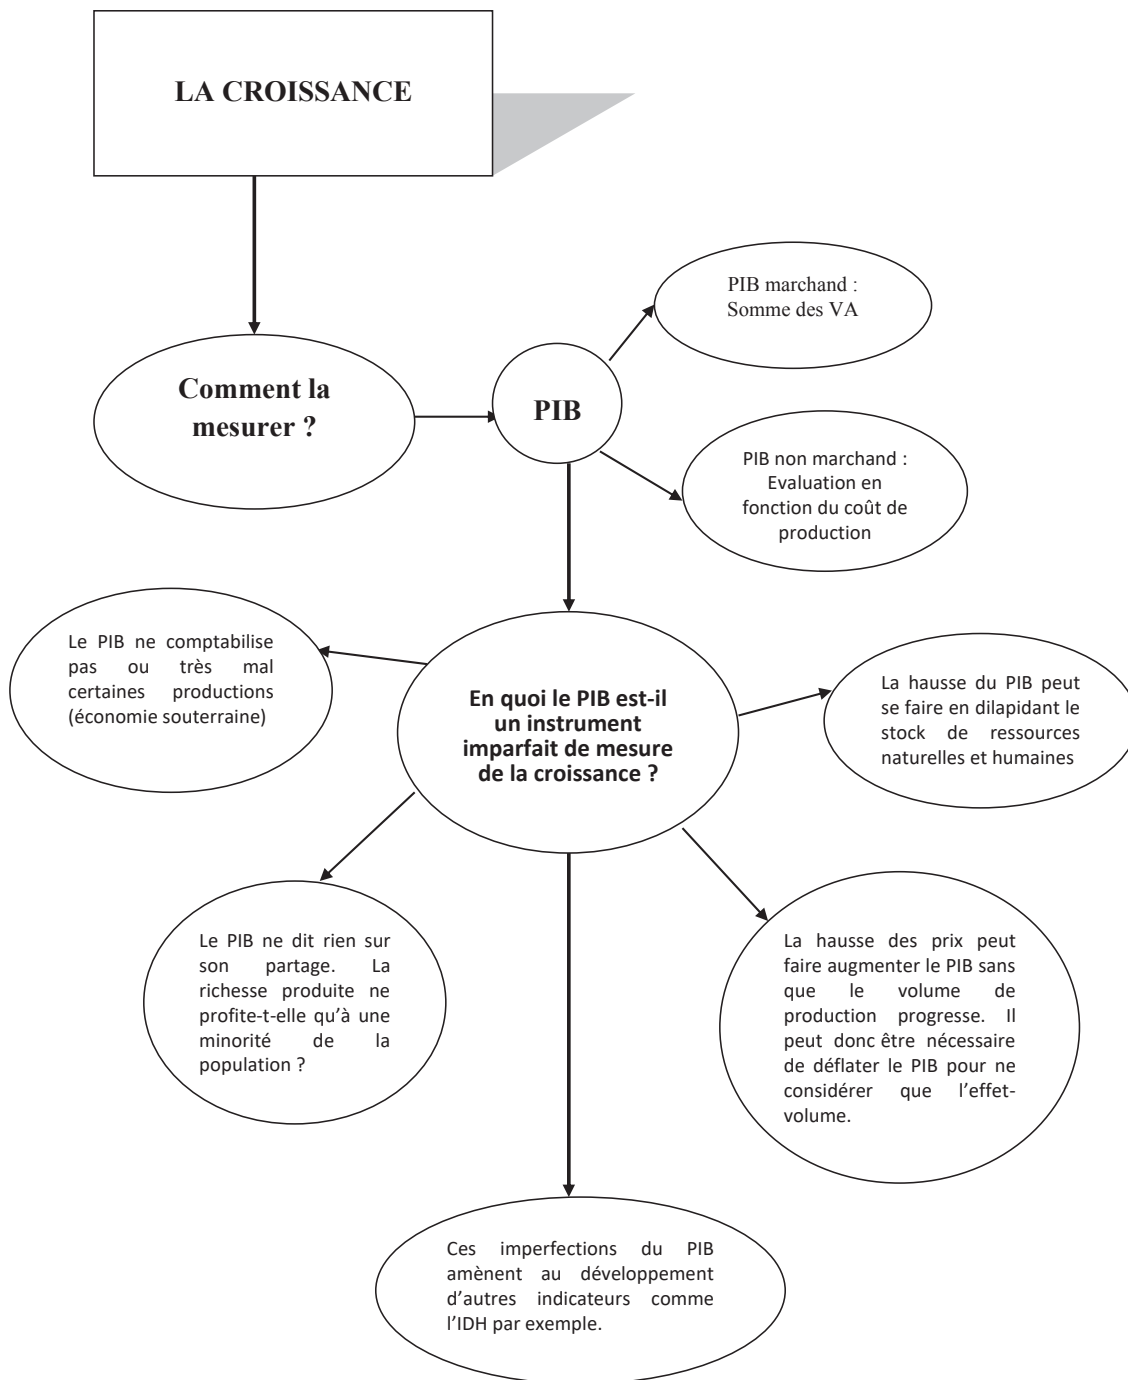 LA CROISSANCE
PIB marchand :
Somme des VA
Comment la
mesurer ?
PIB
PIB non marchand :
Evaluation en
fonction du coût de
production
Le PIB ne comptabilise
pas ou très mal
certaines productions
(économie souterraine)
En quoi le PIB est-il
un instrument
imparfait de mesure
de la croissance ?
La hausse du PIB peut
se faire en dilapidant le
stock de ressources
naturelles et humaines
Le PIB ne dit rien sur
son partage. La
richesse produite ne
profite-t-elle qu’à une
minorité de la
population ?
La hausse des prix peut
faire augmenter le PIB sans
que le volume de
production progresse. Il
peut donc être nécessaire
de déflater le PIB pour ne
considérer que l’effet-
volume.
Ces imperfections du PIB
amènent au développement
d’autres indicateurs comme
l’IDH par exemple.